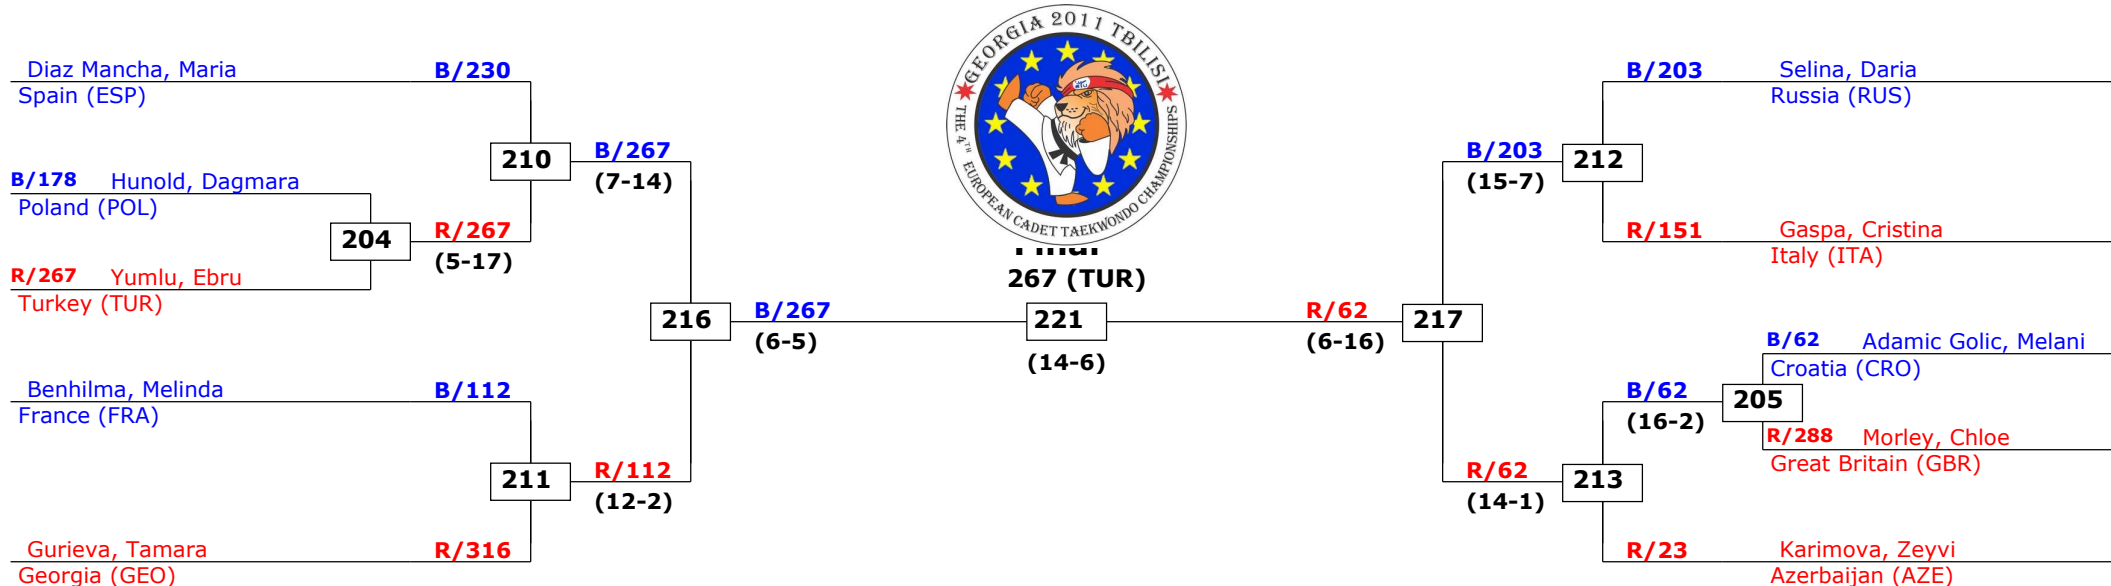 GEORGIA 2011 TBILISI
THE 4TH EUROPEAN CADET TAEKWONDO CHAMPIONSHIPS
Final
267 (TUR)
221
(14-6)
Diaz Mancha, Maria
B/230
Spain (ESP)
210
B/267
(7-14)
B/178 Hunold, Dagmara
Poland (POL)
204
R/267
(5-17)
R/267 Yumlu, Ebru
Turkey (TUR)
216
B/267
(6-5)
Benhilma, Melinda
B/112
France (FRA)
211
R/112
(12-2)
Gurieva, Tamara
R/316
Georgia (GEO)
B/203 Selina, Daria
Russia (RUS)
B/203
212
(15-7)
R/151 Gaspa, Cristina
Italy (ITA)
R/62
217
(6-16)
B/62 Adamic Golic, Melani
Croatia (CRO)
B/62
205
(16-2)
R/288 Morley, Chloe
Great Britain (GBR)
R/62
213
(14-1)
R/23 Karimova, Zeyvi
Azerbaijan (AZE)